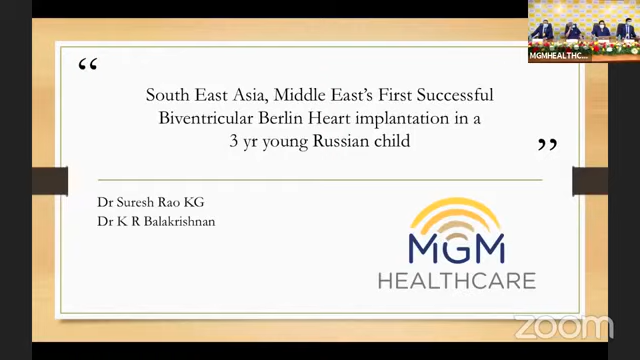 “
South East Asia, Middle East’s First Successful
Biventricular Berlin Heart implantation in a
3 yr young Russian child
”
Dr Suresh Rao KG
Dr K R Balakrishnan
MGM
HEALTHCARE
MGMHEALTHC...
zoom